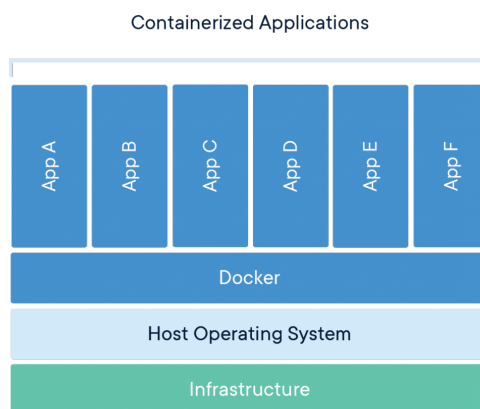 Containerized Applications
App A
App B
App C
App D
App E
App F
Docker
Host Operating System
Infrastructure